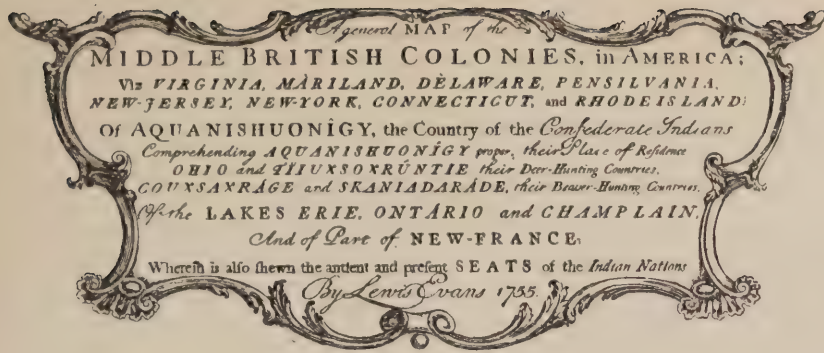 A general MAP of the
MIDDLE BRITISH COLONIES, in AMERICA;
Viz VIRGINIA, MÀRILAND, DÈLAWARE, PENSILVANIA,
NEW-JERSEY, NEW-YORK, CONNECTICUT, and RHODE ISLAND:
Of AQUANISHUONÎGY, the Country of the Confederate Indians
Comprehending AQUANISHUONÎGY proper, their Place of Residence
OHIO and TÏIUXSOXRÚNTIE their Deer-Hunting Countries,
COUXSAXRÁGE and SKANIADARÁDE, their Beaver-Hunting Countries,
Of the LAKES ERIE, ONTÁRIO and CHAMPLAIN,
And of Part of NEW-FRANCE:
Wherein is also shewn the antient and present SEATS of the Indian Nations
By Lewis Evans 1755.